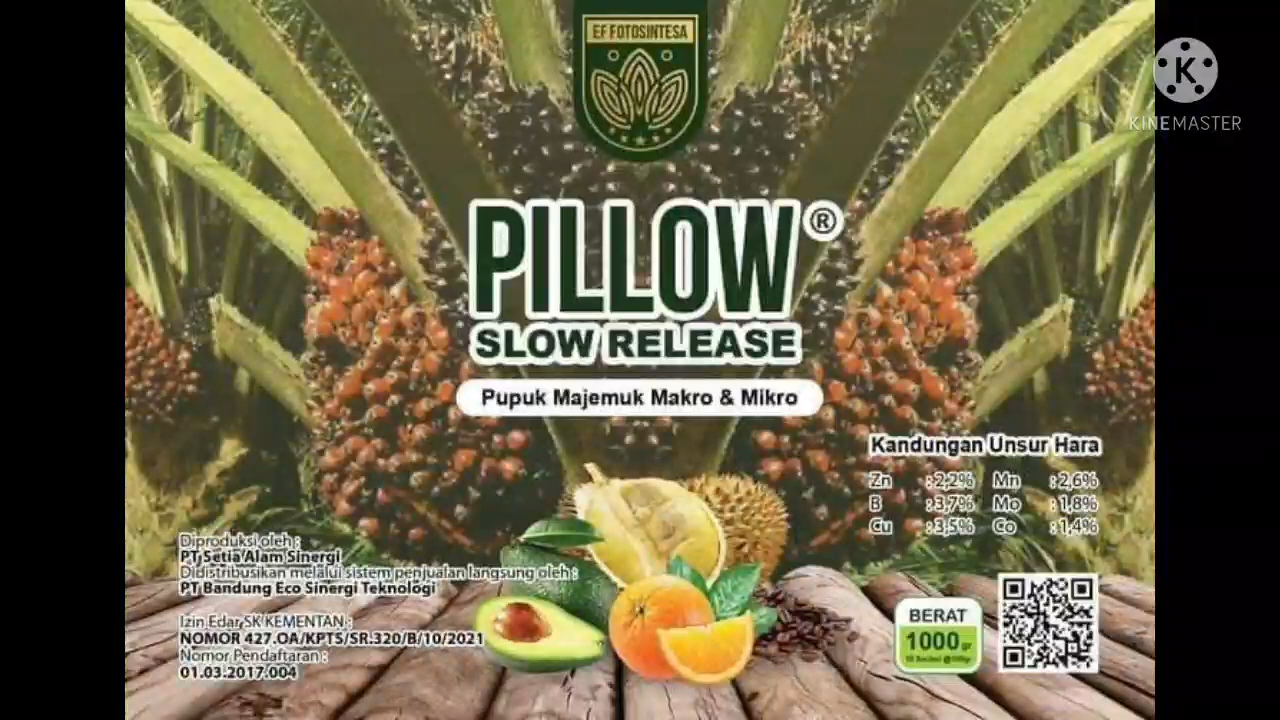 EF FOTOSINTESA
K
KINEMASTER
PILLOW®
SLOW RELEASE
Pupuk Majemuk Makro & Mikro
Kandungan Unsur Hara
Zn : 2,2% Mn : 2,6%
B : 3,7% Mo : 1,8%
Cu : 3,5% Co : 1,4%
Diproduksi oleh :
PT Setia Alam Sinergi
Didistribusikan melalui sistem penjualan langsung oleh :
PT Bandung Eco Sinergi Teknologi
Izin Edar SK KEMENTAN :
NOMOR 427.OA/KPTS/SR.320/B/10/2021
Nomor Pendaftaran :
01.03.2017.004
BERAT
1000 gr